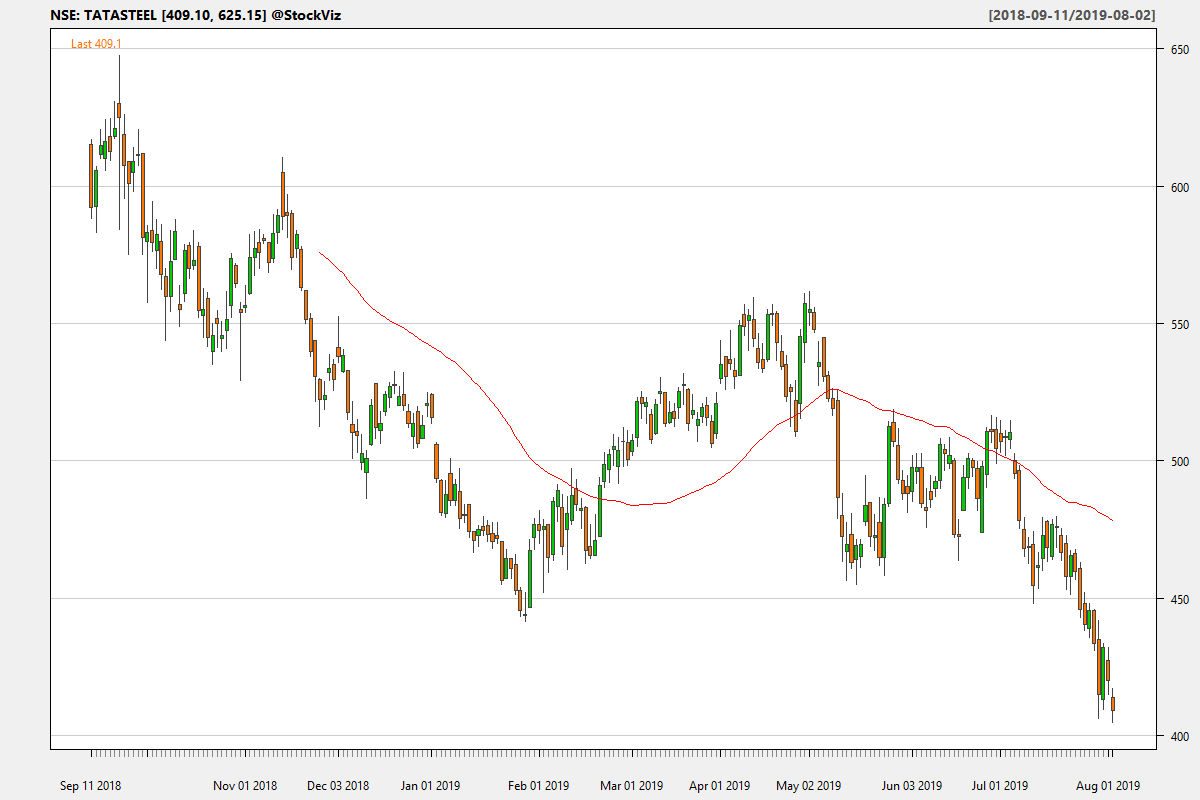 NSE: TATASTEEL [409.10, 625.15] @StockViz [2018-09-11/2019-08-02]
Last 409.1
650
600
550
500
450
400
Sep 11 2018 Nov 01 2018 Dec 03 2018 Jan 01 2019 Feb 01 2019 Mar 01 2019 Apr 01 2019 May 02 2019 Jun 03 2019 Jul 01 2019 Aug 01 2019